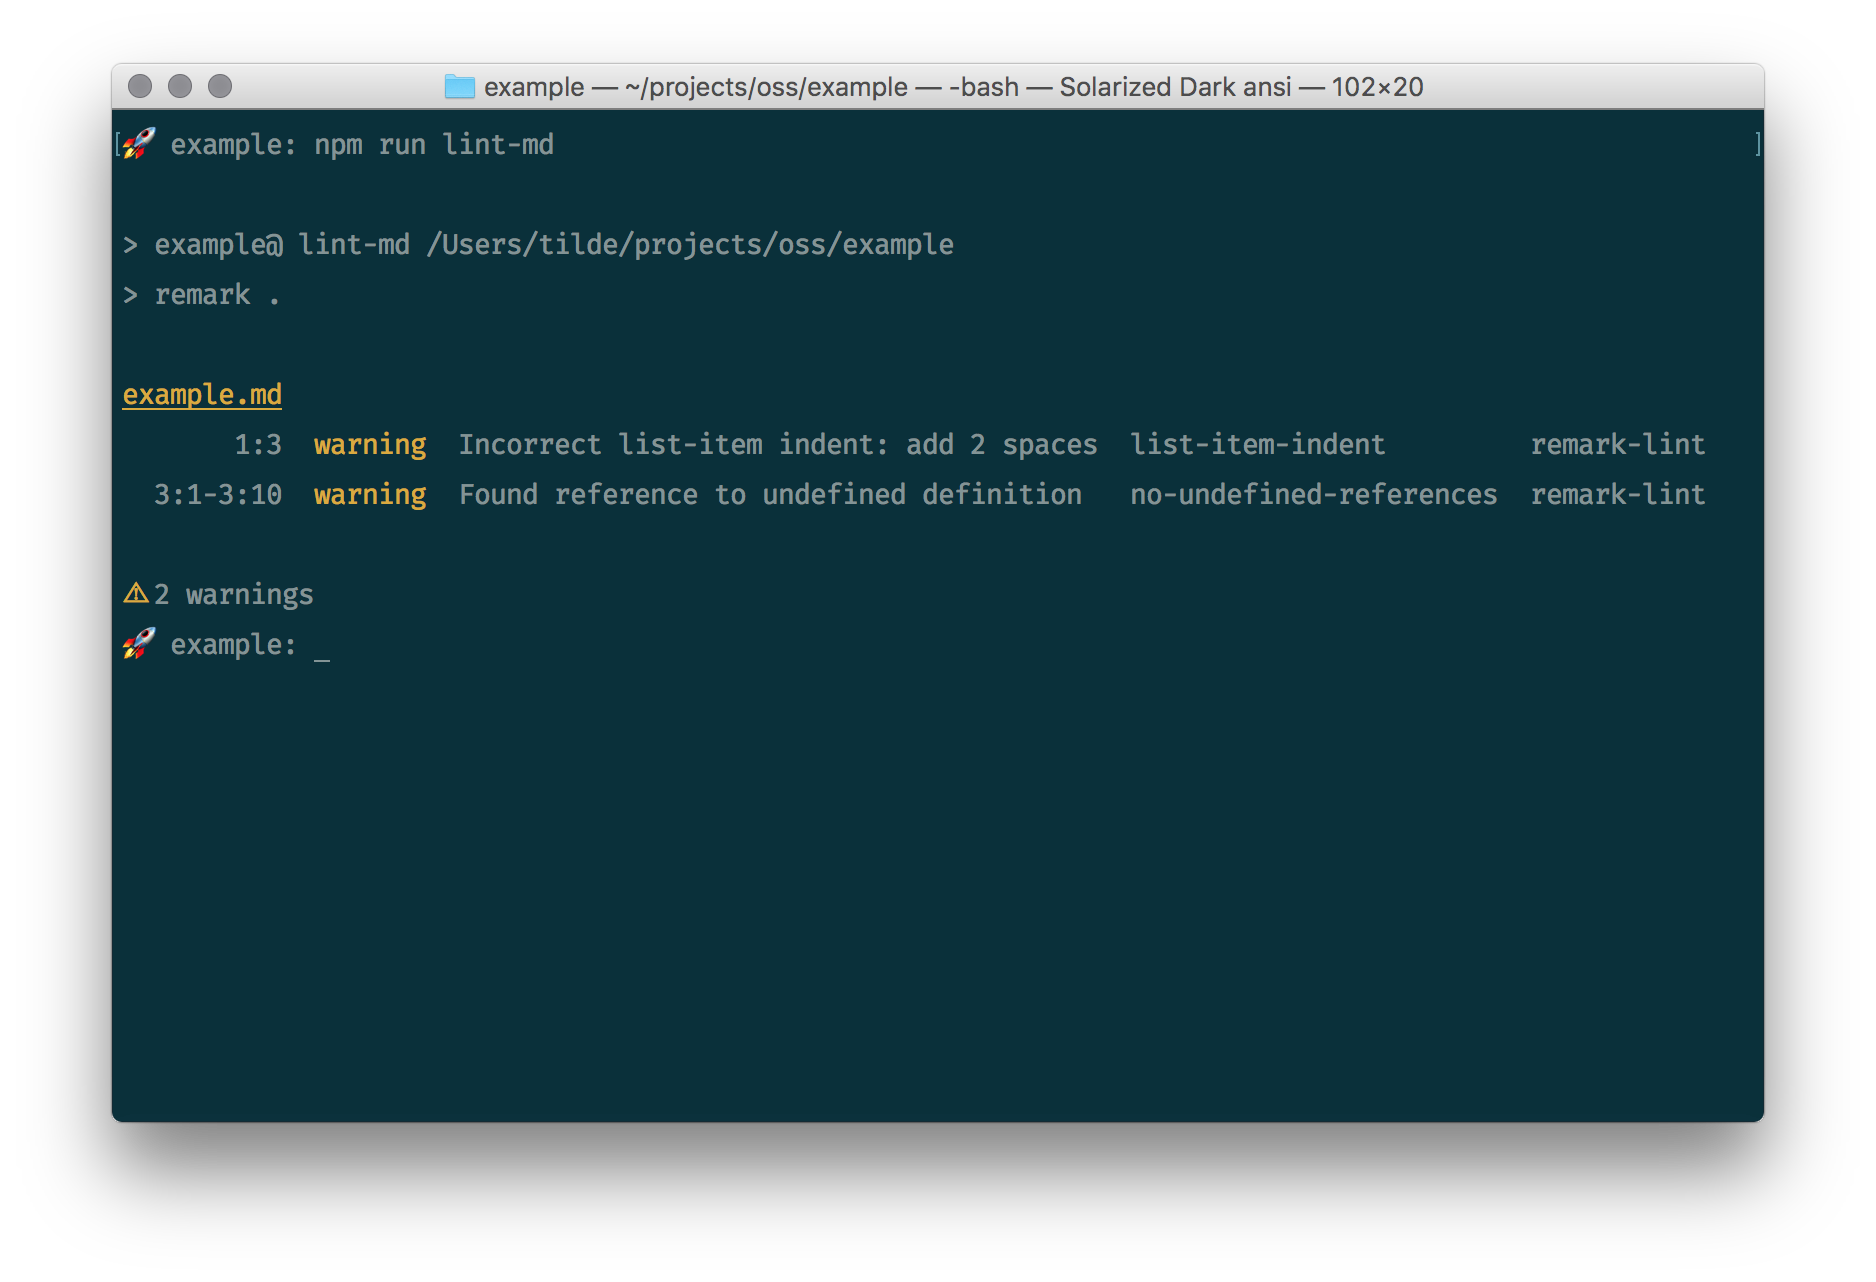 example — ~/projects/oss/example — -bash — Solarized Dark ansi — 102×20
[🚀 example: npm run lint-md ]
> example@ lint-md /Users/tilde/projects/oss/example
> remark .
example.md
1:3 warning Incorrect list-item indent: add 2 spaces list-item-indent remark-lint
3:1-3:10 warning Found reference to undefined definition no-undefined-references remark-lint
⚠2 warnings
🚀 example: _